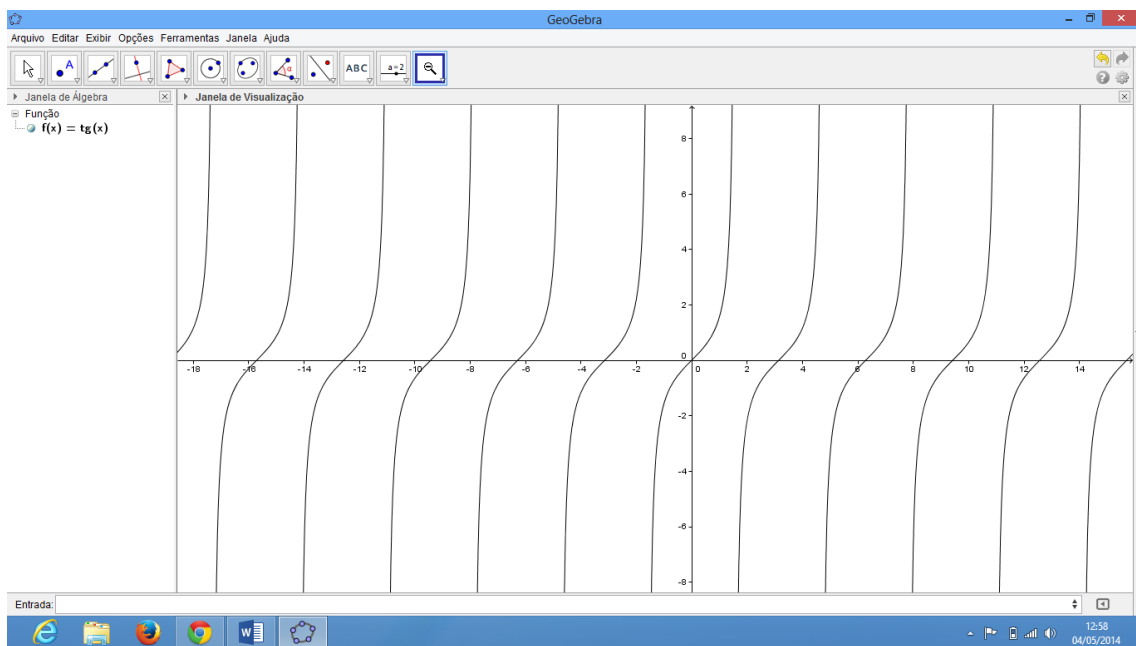 GeoGebra
Arquivo Editar Exibir Opções Ferramentas Janela Ajuda
A α ABC a=2
Janela de Álgebra
Janela de Visualização
Função
f(x) = tg(x)
8
6
4
2
0
-18 -16 -14 -12 -10 -8 -6 -4 -2 0 2 4 6 8 10 12 14
-2
-4
-6
-8
Entrada:
12:58
04/05/2014